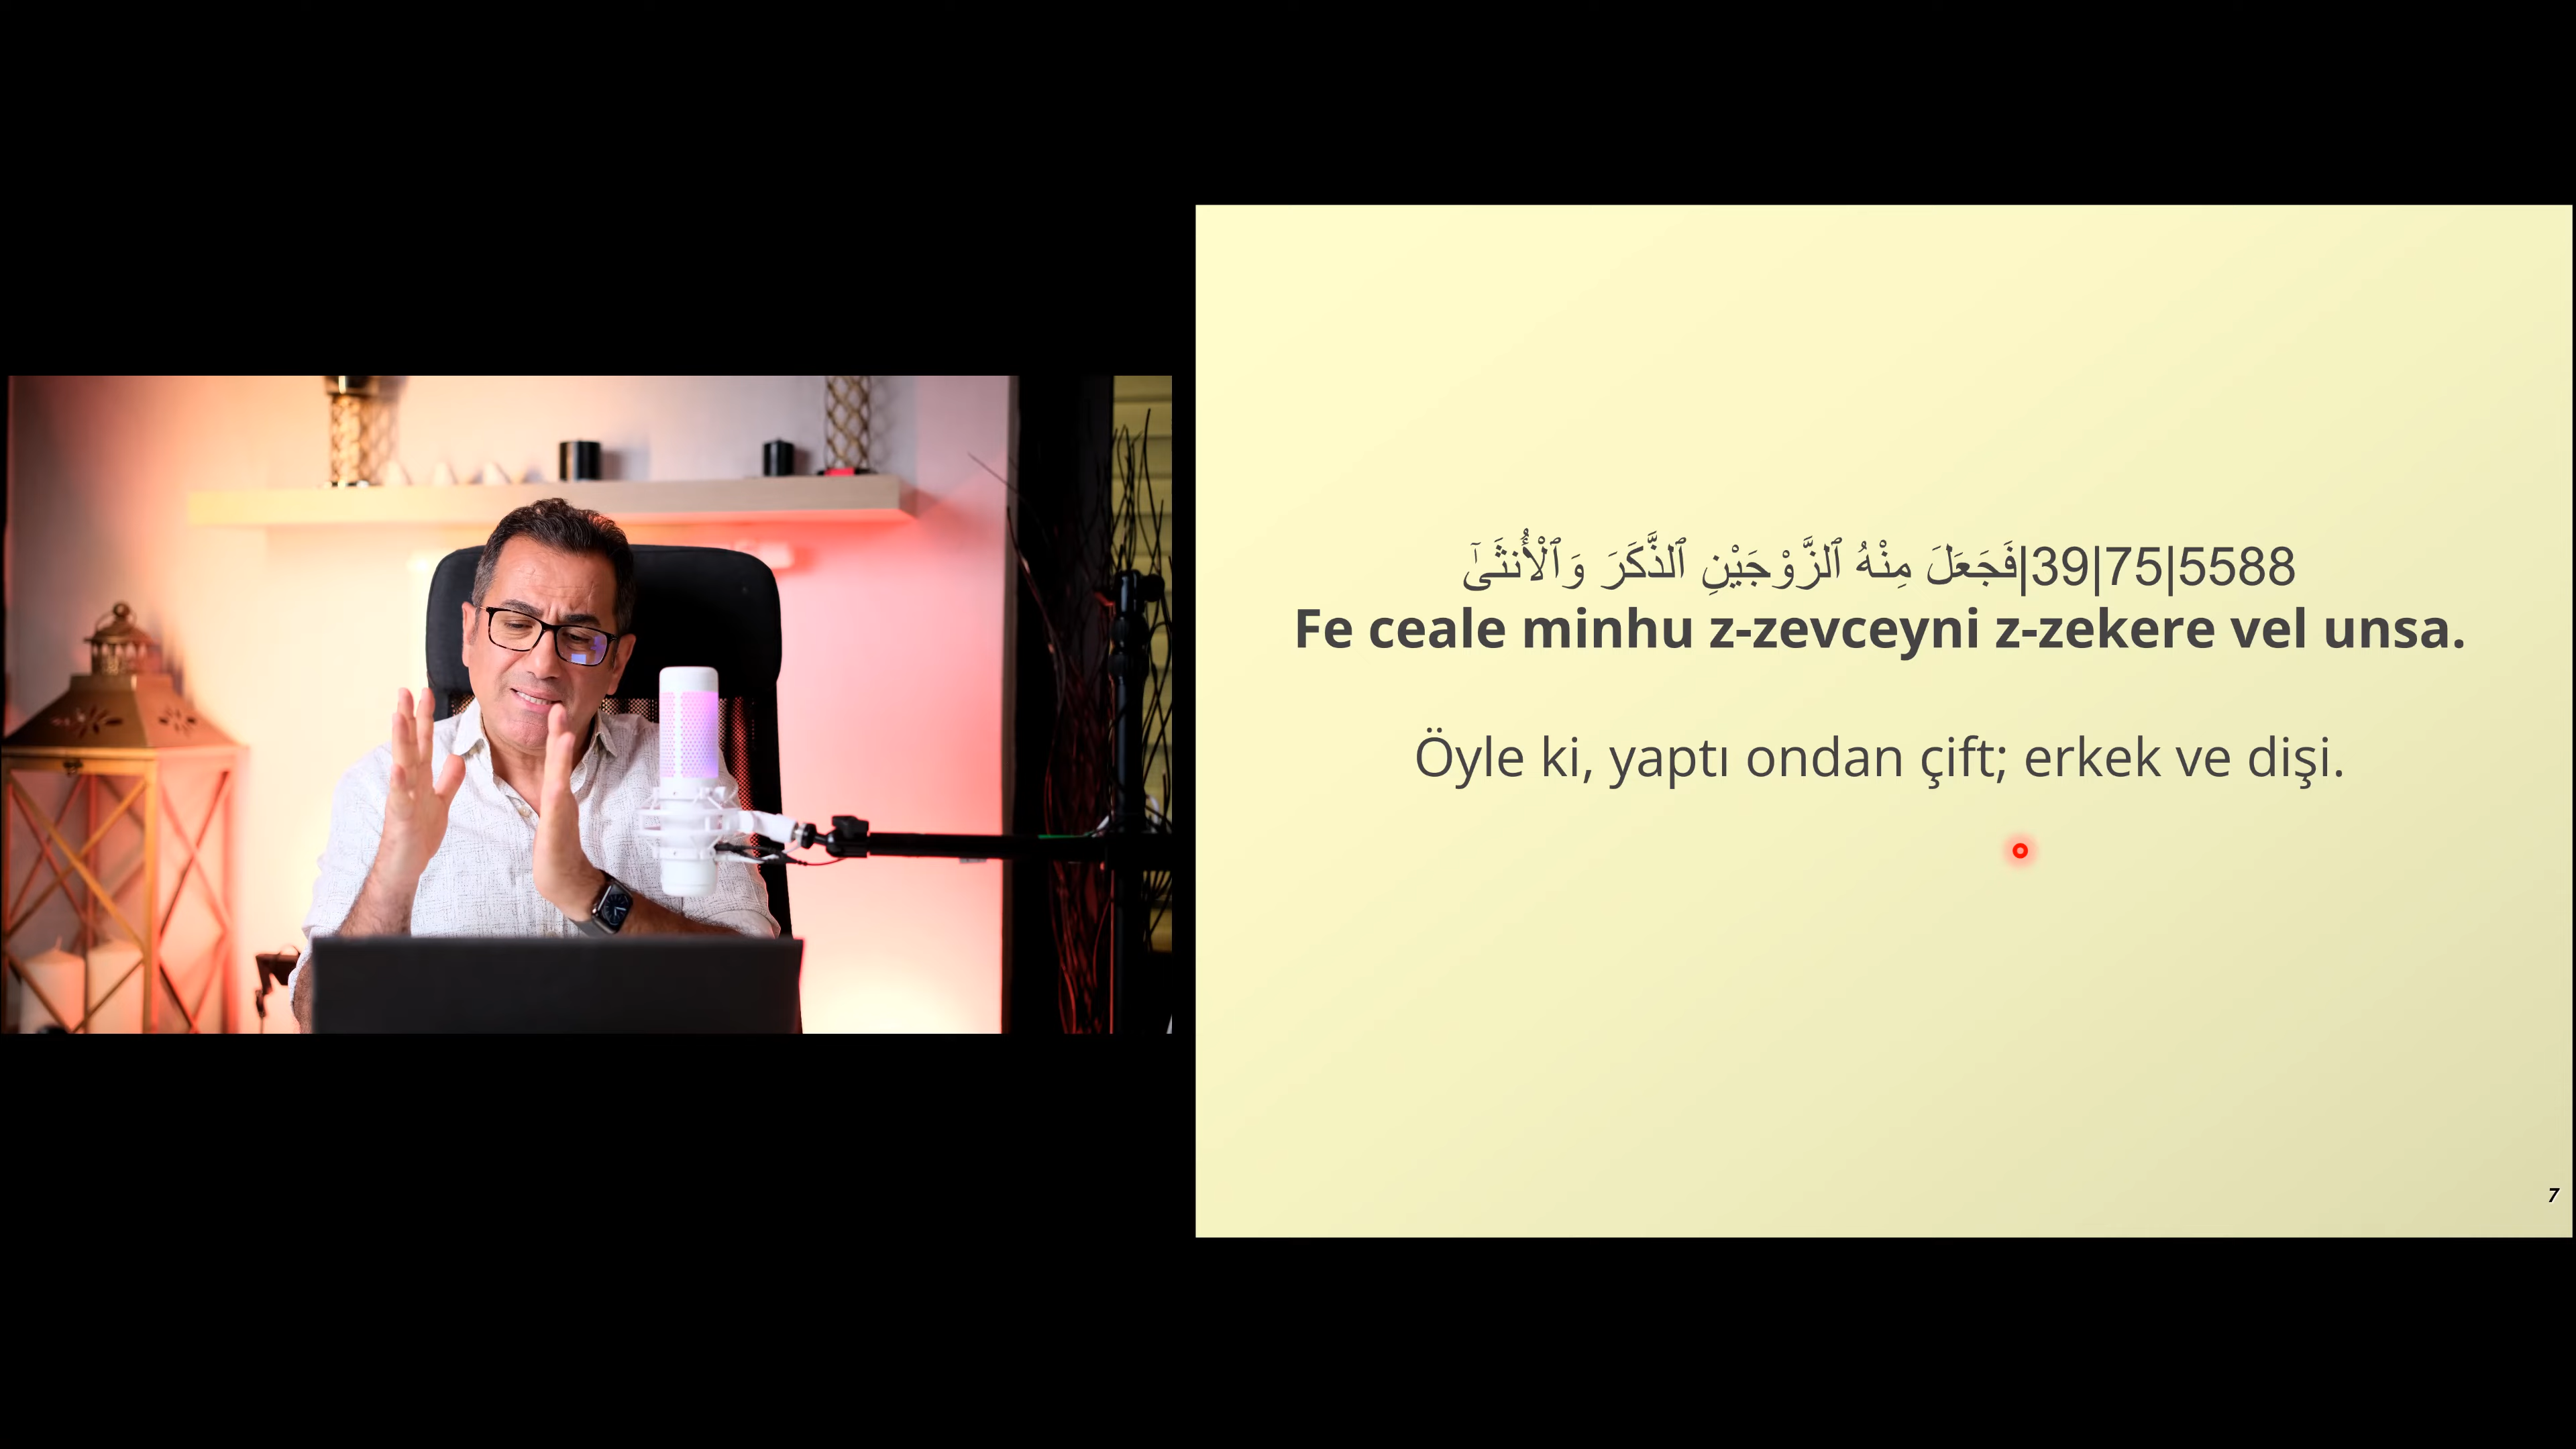 5588|75|39|فَجَعَلَ مِنْهُ ٱلزَّوْجَيْنِ ٱلذَّكَرَ وَٱلْأُنثَىٰٓ
Fe ceale minhu z-zevceyni z-zekere vel unsa.
Öyle ki, yaptı ondan çift; erkek ve dişi.
7